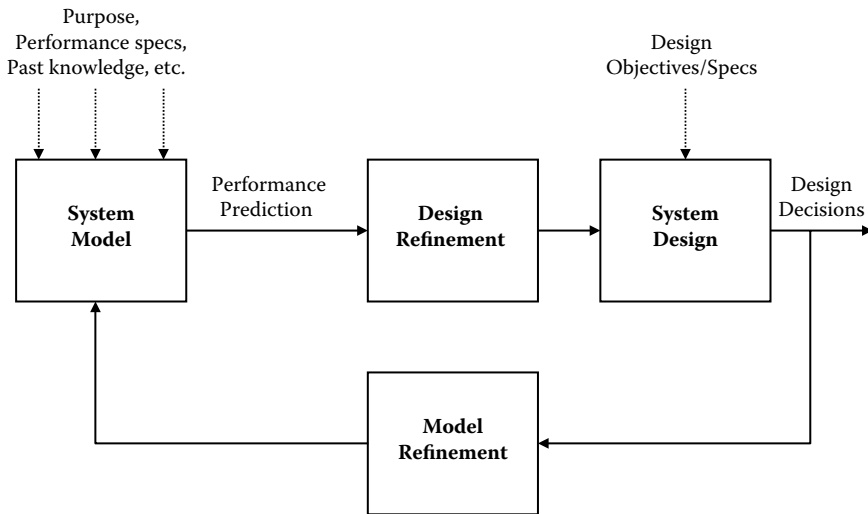 Purpose,
Performance specs,
Past knowledge, etc.
Design
Objectives/Specs
System
Model
Performance
Prediction
Design
Refinement
System
Design
Design
Decisions
Model
Refinement